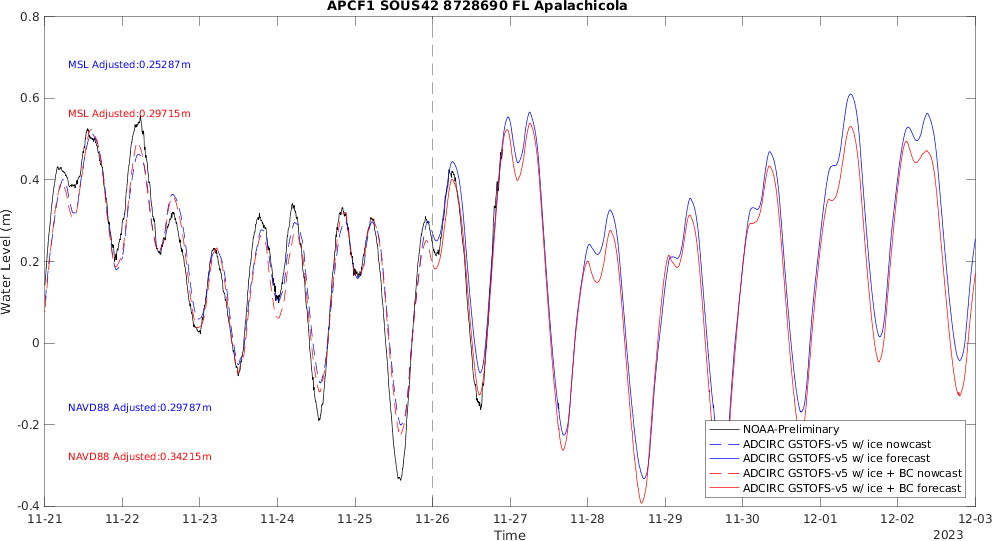 APCF1 SOUS42 8728690 FL Apalachicola
0.8
0.6
0.4
0.2
0
-0.2
-0.4
Water Level (m)
MSL Adjusted:0.25287m
MSL Adjusted:0.29715m
NAVD88 Adjusted:0.29787m
NAVD88 Adjusted:0.34215m
NOAA-Preliminary
ADCIRC GSTOFS-v5 w/ ice nowcast
ADCIRC GSTOFS-v5 w/ ice forecast
ADCIRC GSTOFS-v5 w/ ice + BC nowcast
ADCIRC GSTOFS-v5 w/ ice + BC forecast
11-21 11-22 11-23 11-24 11-25 11-26 11-27 11-28 11-29 11-30 12-01 12-02 12-03
Time
2023